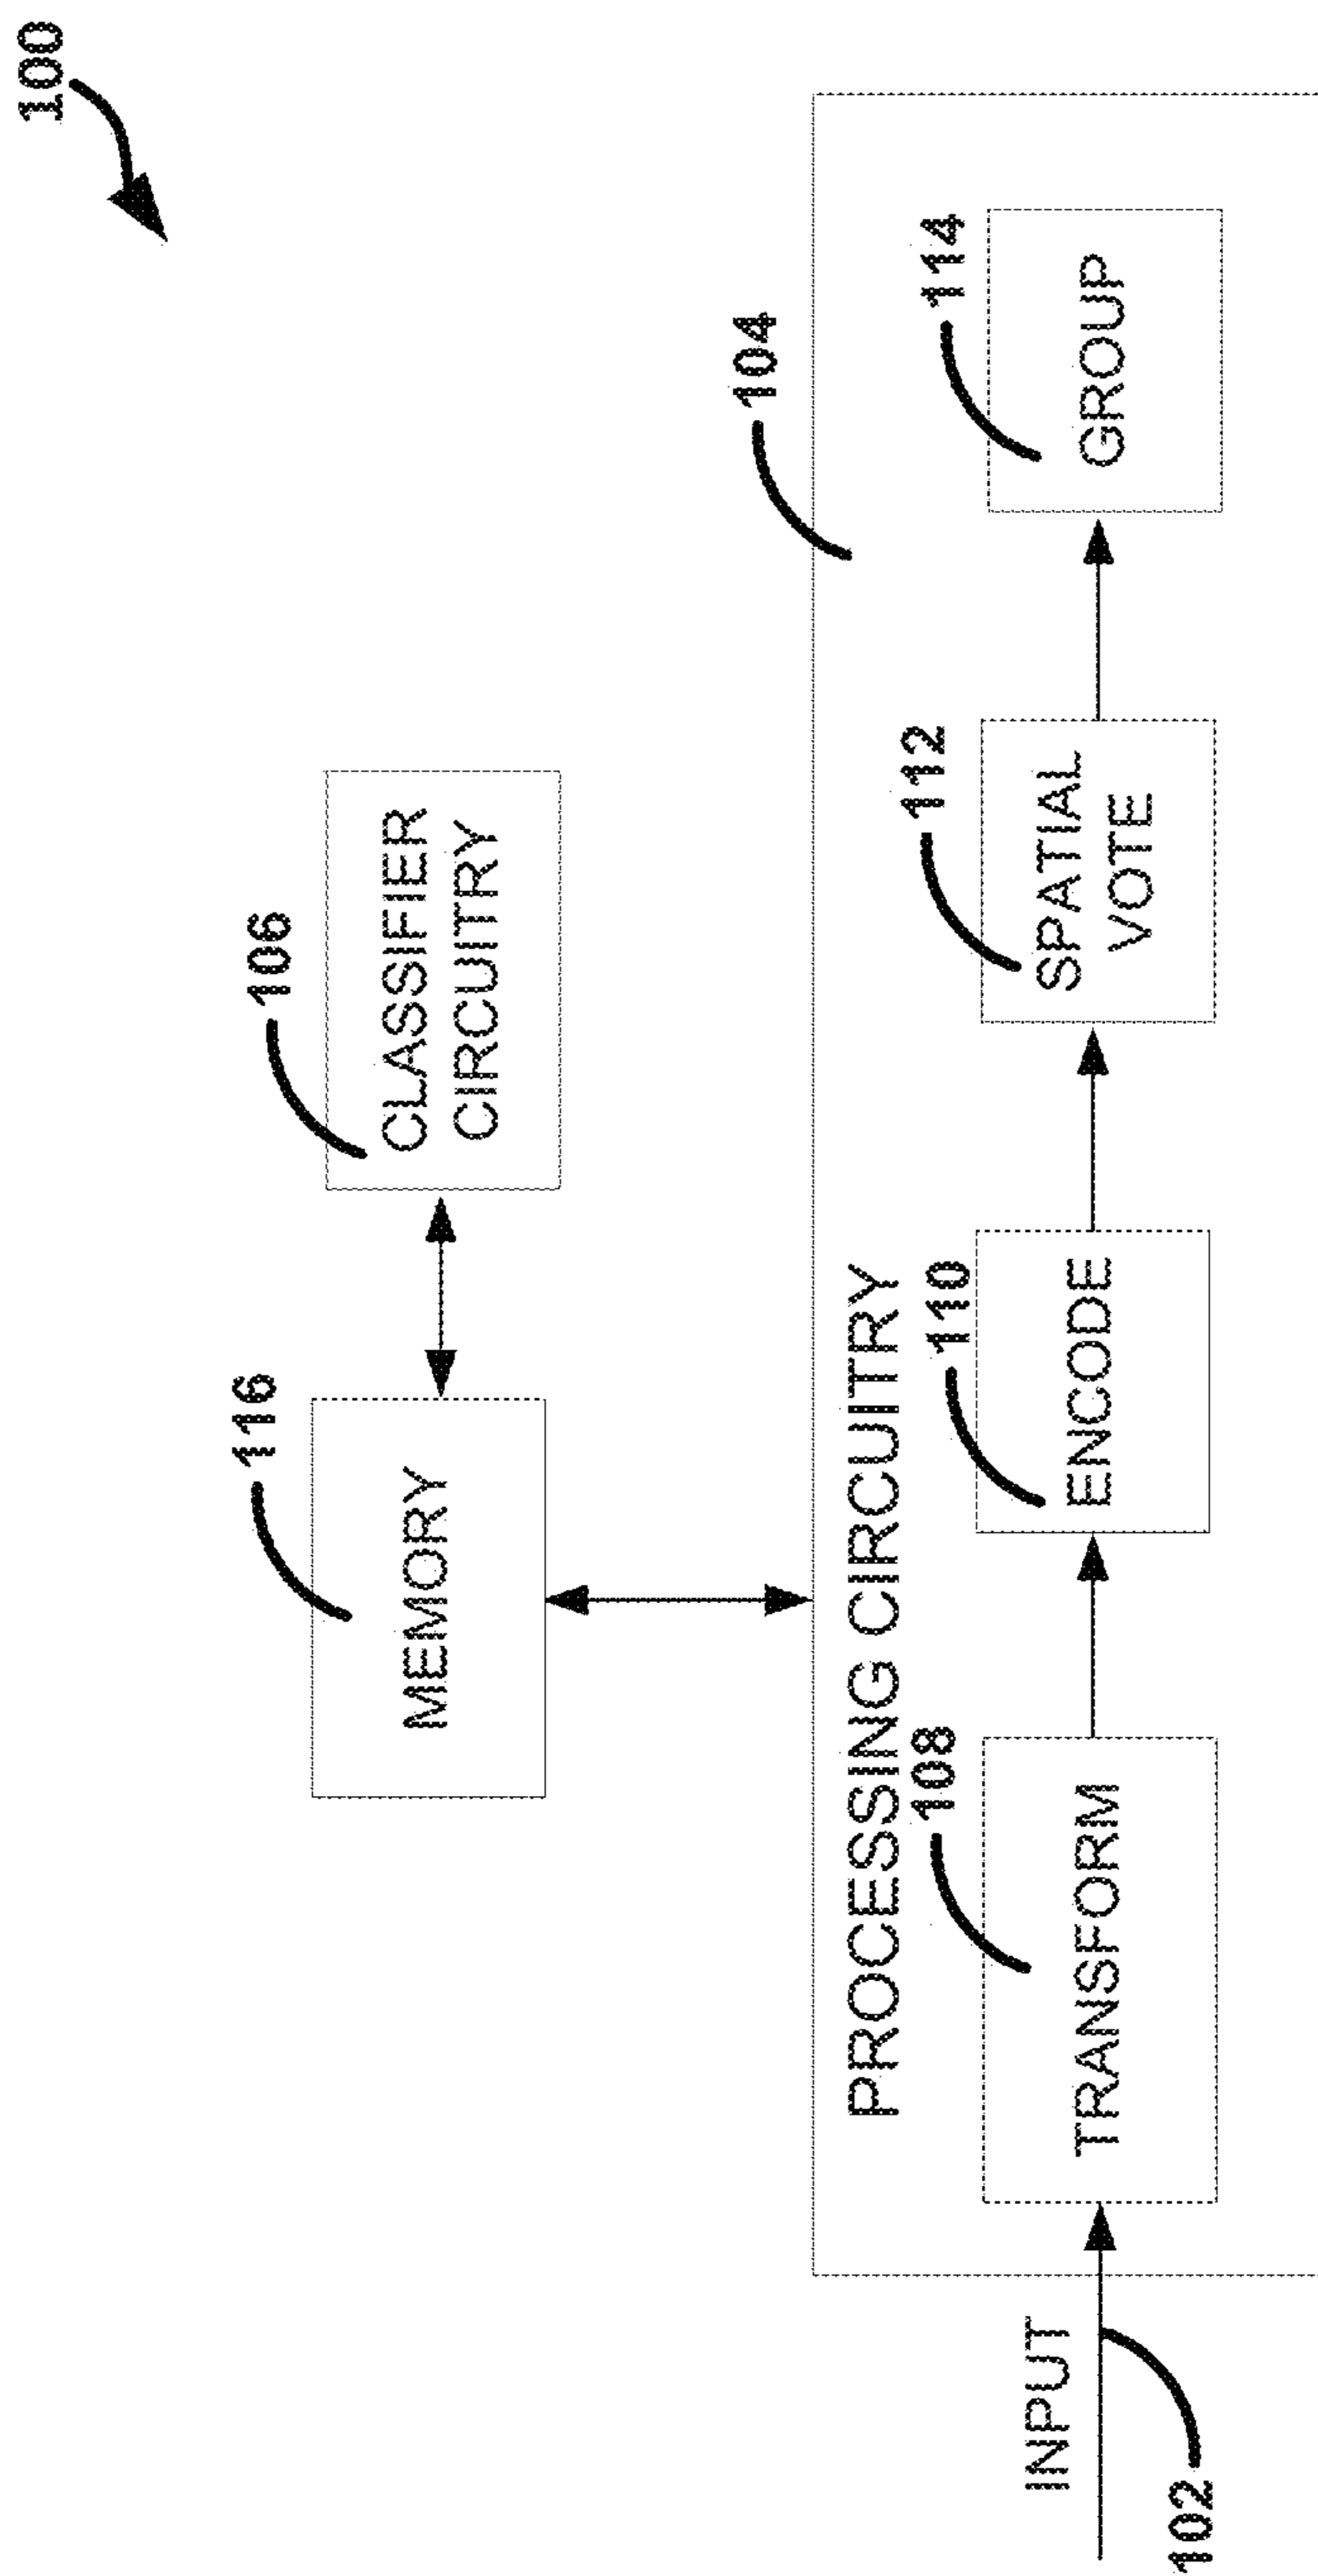 100
116
106
MEMORY
CLASSIFIER
CIRCUITRY
104
PROCESSING CIRCUITRY
108
110
112
114
INPUT
TRANSFORM
ENCODE
SPATIAL
VOTE
GROUP
102